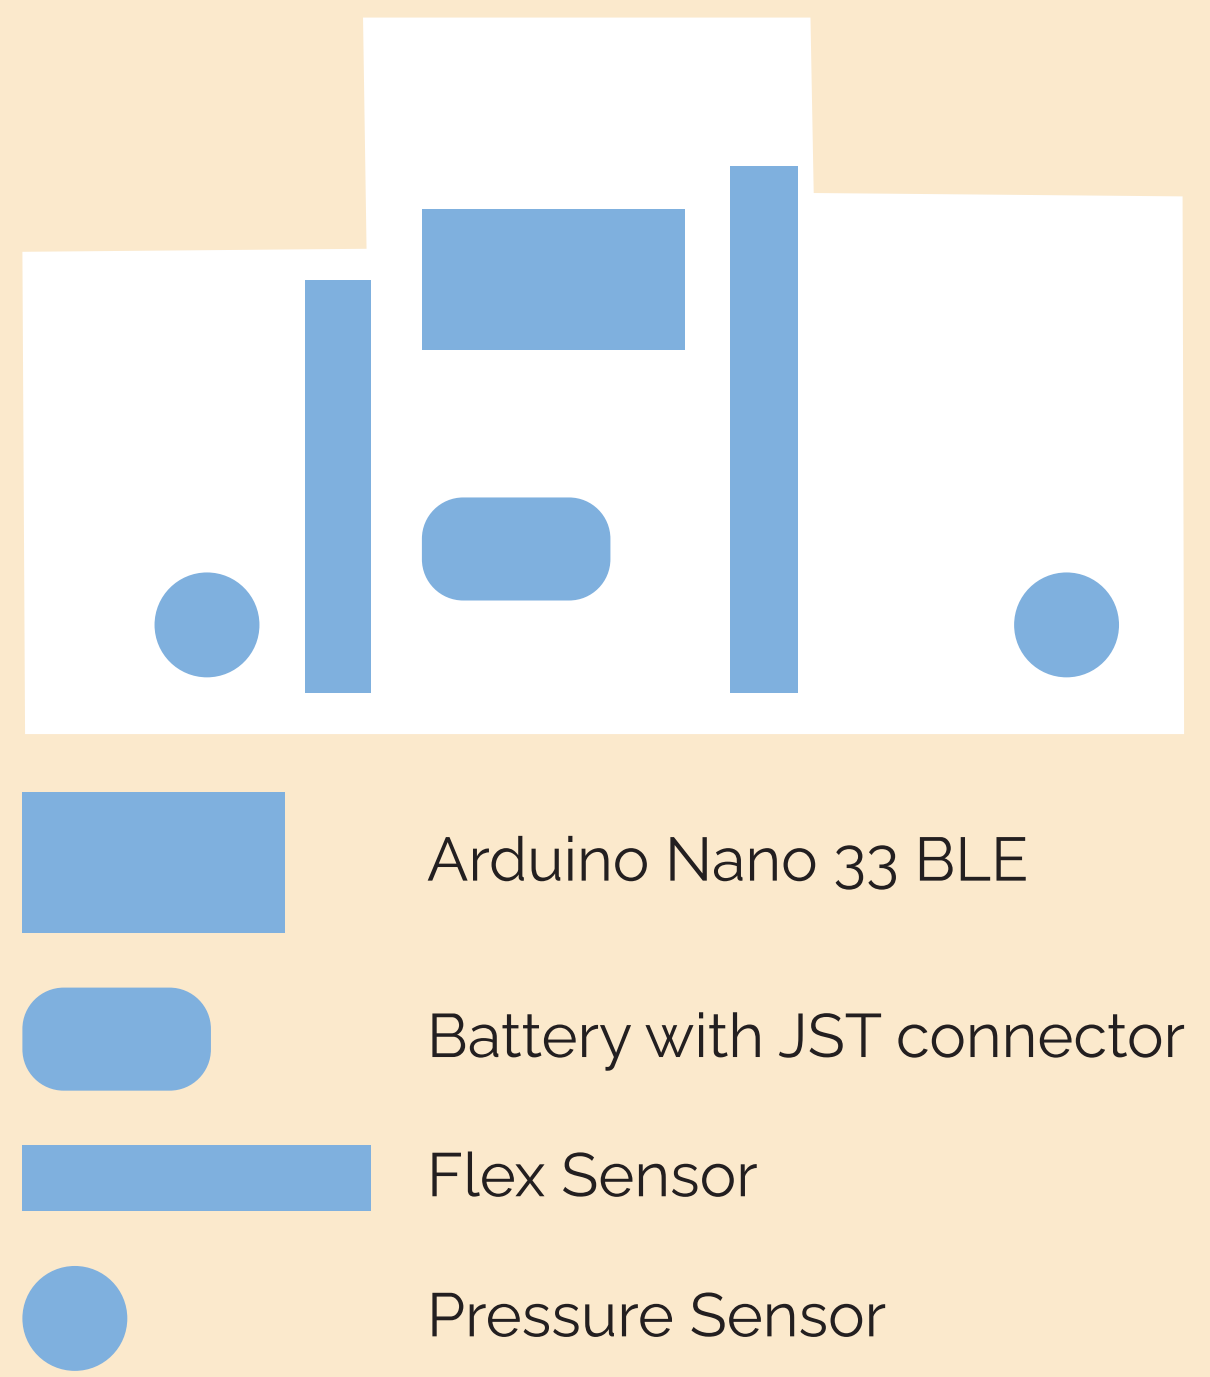 Arduino Nano 33 BLE
Battery with JST connector
Flex Sensor
Pressure Sensor